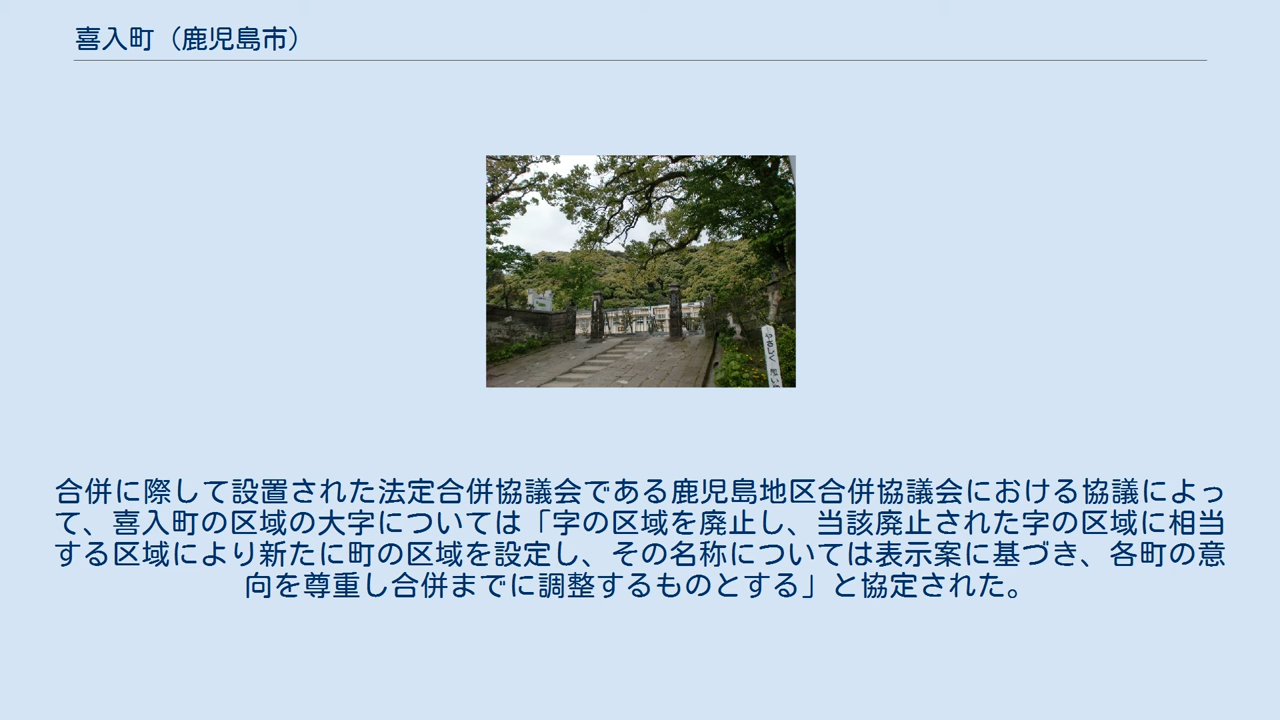 喜入町（鹿児島市）
やさしく 思い
合併に際して設置された法定合併協議会である鹿児島地区合併協議会における協議によっ
て、喜入町の区域の大字については「字の区域を廃止し、当該廃止された字の区域に相当
する区域により新たに町の区域を設定し、その名称については表示案に基づき、各町の意
向を尊重し合併までに調整するものとする」と協定された。